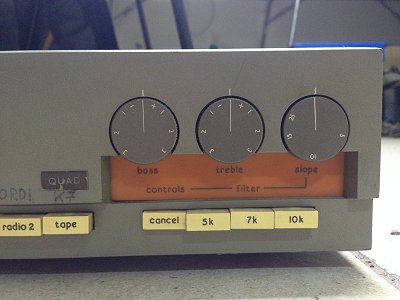 bass treble slope
QUAD
controls filter
radio 2 tape cancel 5k 7k 10k